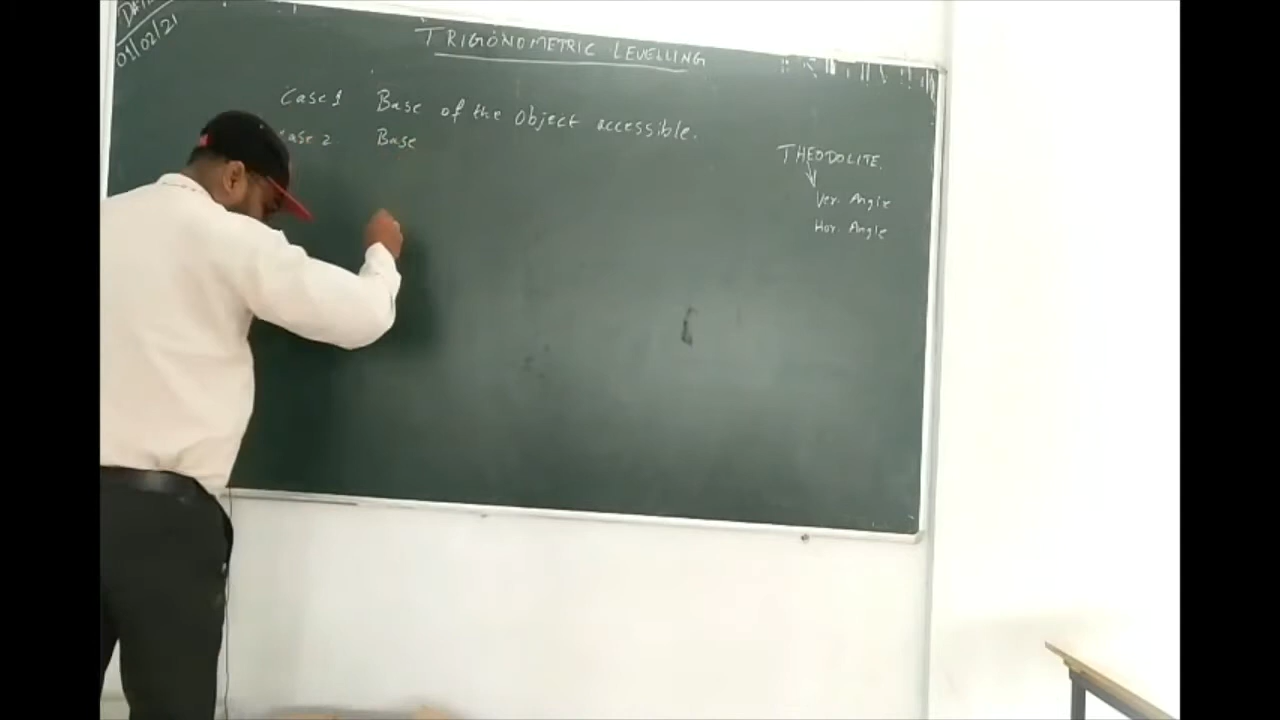 01/02/21
TRIGONOMETRIC LEVELLING
Case 1 Base of the Object accessible.
Case 2 Base
THEODOLITE.
Ver. Angle
Hor. Angle